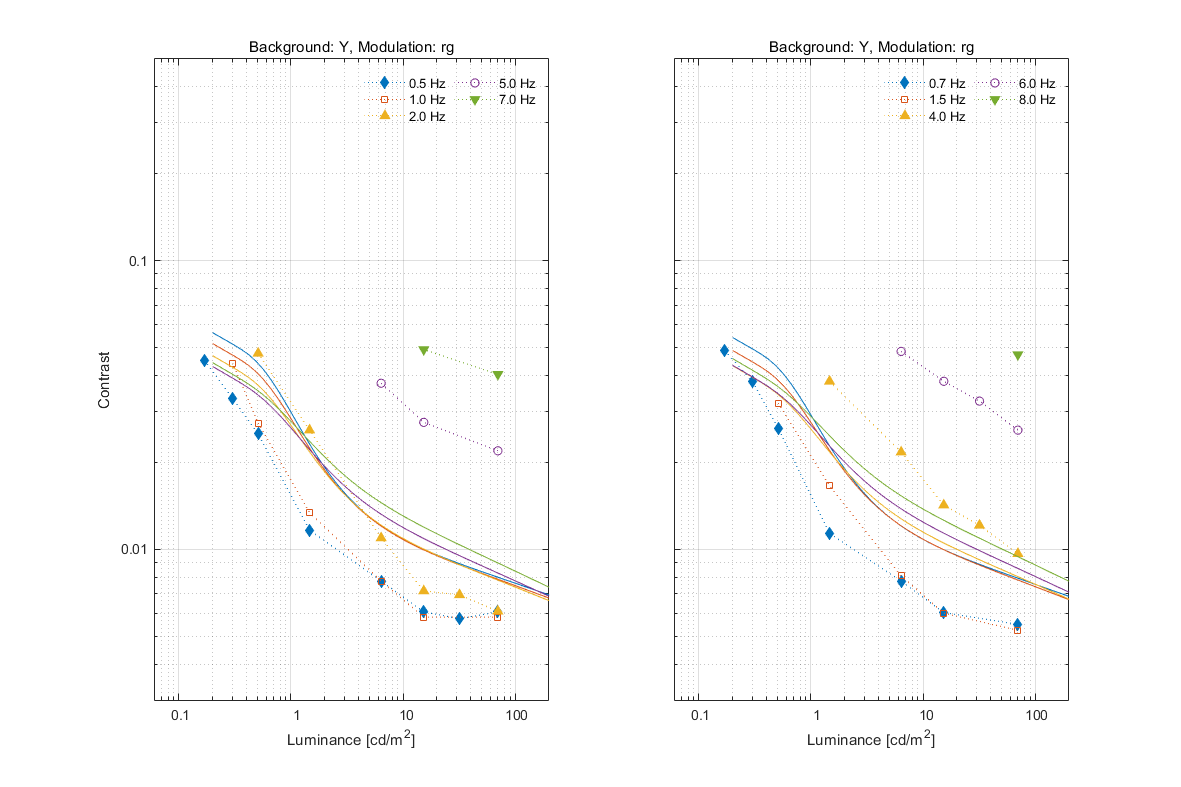 Background: Y, Modulation: rg
0.5 Hz
1.0 Hz
2.0 Hz
5.0 Hz
7.0 Hz
0.1
0.01
Contrast
0.1
1
10
100
Luminance [cd/m²]
Background: Y, Modulation: rg
0.7 Hz
1.5 Hz
4.0 Hz
6.0 Hz
8.0 Hz
0.1
1
10
100
Luminance [cd/m²]